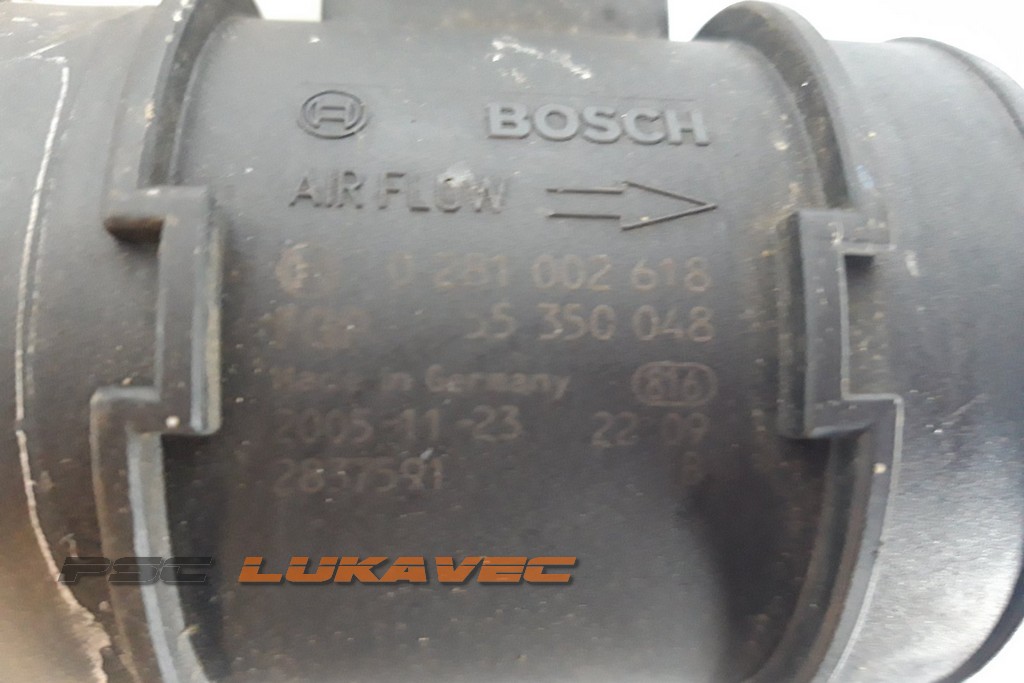 BOSCH
AIR FLOW
0 281 002 618
55 350 048
Made in Germany 816
2005-11-23 22 09
2837591 B
PSC LUKAVEC